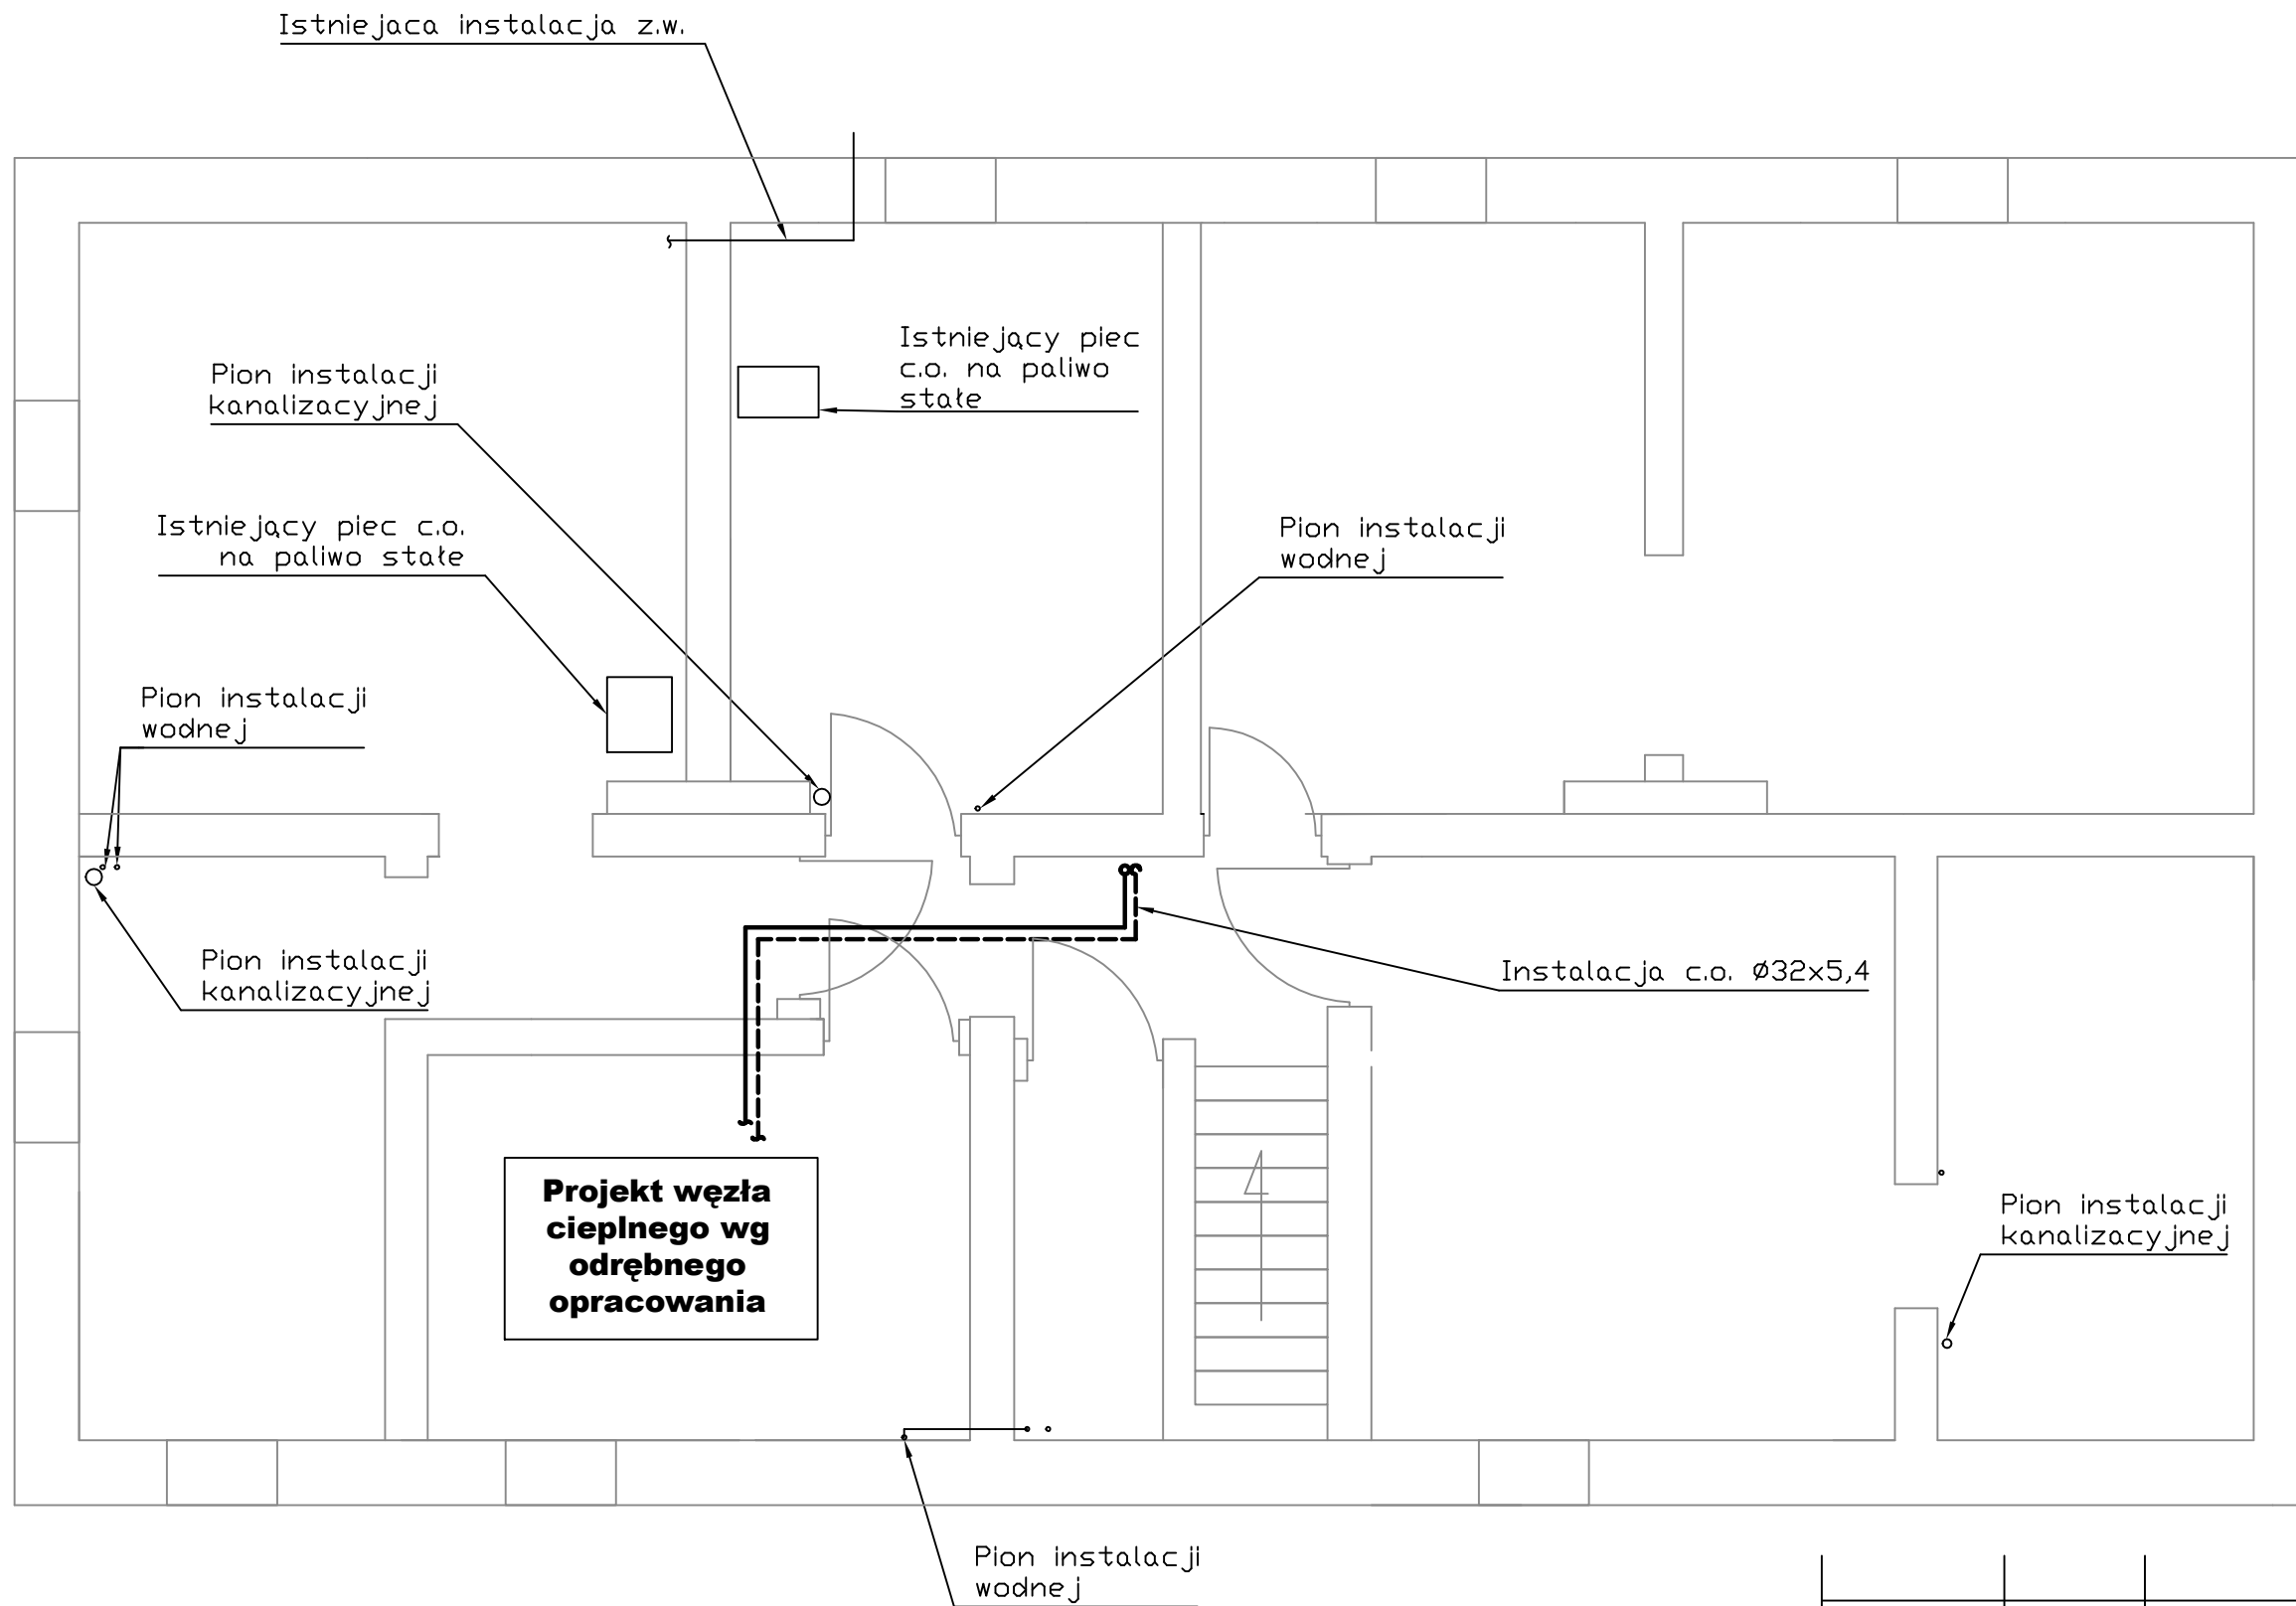 Istniejaca instalacja z.w.
Istniejący piec
c.o. na paliwo
stałe
Pion instalacji
kanalizacyjnej
Istniejący piec c.o.
na paliwo stałe
Pion instalacji
wodnej
Pion instalacji
wodnej
Pion instalacji
kanalizacyjnej
Instalacja c.o. Ø32x5,4
Projekt węzła
cieplnego wg
odrębnego
opracowania
Pion instalacji
kanalizacyjnej
Pion instalacji
wodnej